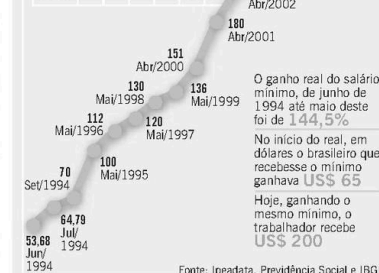 Abr/2002
180
Abr/2001
151
Abr/2000
136
Mai/1999
130
Mai/1998
120
Mai/1997
112
Mai/1996
100
Mai/1995
70
Set/1994
64,79
Jul/
1994
53,68
Jun/
1994
O ganho real do salário
mínimo, de junho de
1994 até maio deste
foi de 144,5%
No início do real, em
dólares o brasileiro que
recebesse o mínimo
ganhava US$ 65
Hoje, ganhando o
mesmo mínimo, o
trabalhador recebe
US$ 200
Fonte: Ipeadata, Previdência Social e IBG